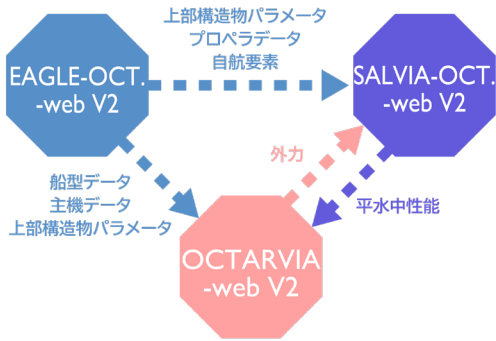 上部構造物パラメータ
プロペラデータ
自航要素
EAGLE-OCT.
-web V2
SALVIA-OCT.
-web V2
外力
船型データ
主機データ
上部構造物パラメータ
平水中性能
OCTARVIA
-web V2